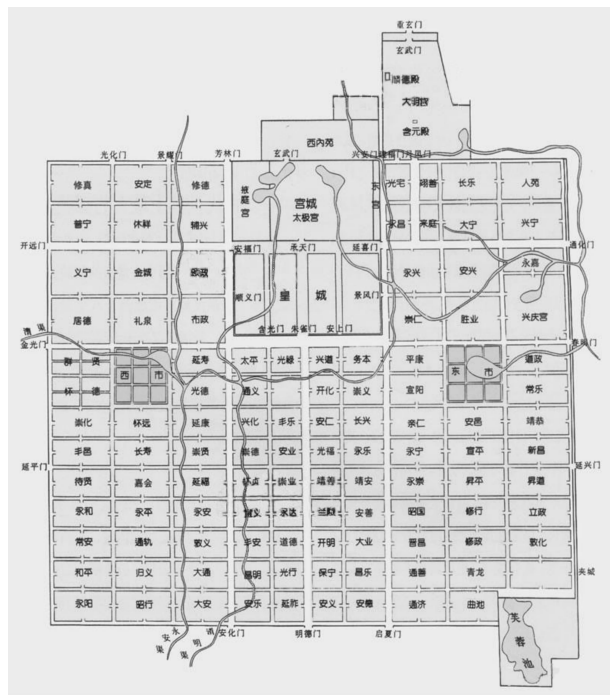 重玄门
玄武门
麟德殿
大明宫
含元殿
西内苑
光化门 景耀门 芳林门 玄武门 兴安门 建福门 丹凤门
修真 安定 修德 掖庭宫 宫城 太极宫 东宫 光宅 翊善 长乐 入苑
普宁 休祥 辅兴 永昌 来庭 大宁 兴宁
开远门 安福门 承天门 延喜门 通化门
义宁 金城 顺义门 皇城 景风门 永兴 安兴 永嘉
居德 礼泉 布政 崇仁 胜业 兴庆宫
漕渠
含光门 朱雀门 安上门
金光门 春明门
群贤 西市 延寿 太平 光禄 兴道 务本 平康 东市 道政
怀德 光德 通义 开化 崇义 宣阳 常乐
崇化 怀远 延康 兴化 丰乐 安仁 长兴 亲仁 安邑 靖恭
丰邑 长寿 崇贤 崇德 安业 光福 永乐 永宁 宣平 新昌
延平门 延兴门
待贤 嘉会 延福 怀贞 崇业 靖善 靖安 永崇 昇平 昇道
永和 永平 永安 宣义 永达 兰陵 安善 昭国 修行 立政
常安 通轨 敦义 丰安 道德 开明 大业 晋昌 修政 敦化
和平 归义 大通 昌明 光行 保宁 昌乐 通善 青龙 夹城
永阳 昭行 大安 安乐 延祚 安义 安德 通济 曲池 芙蓉池
永安渠 清明渠 安化门 明德门 启夏门